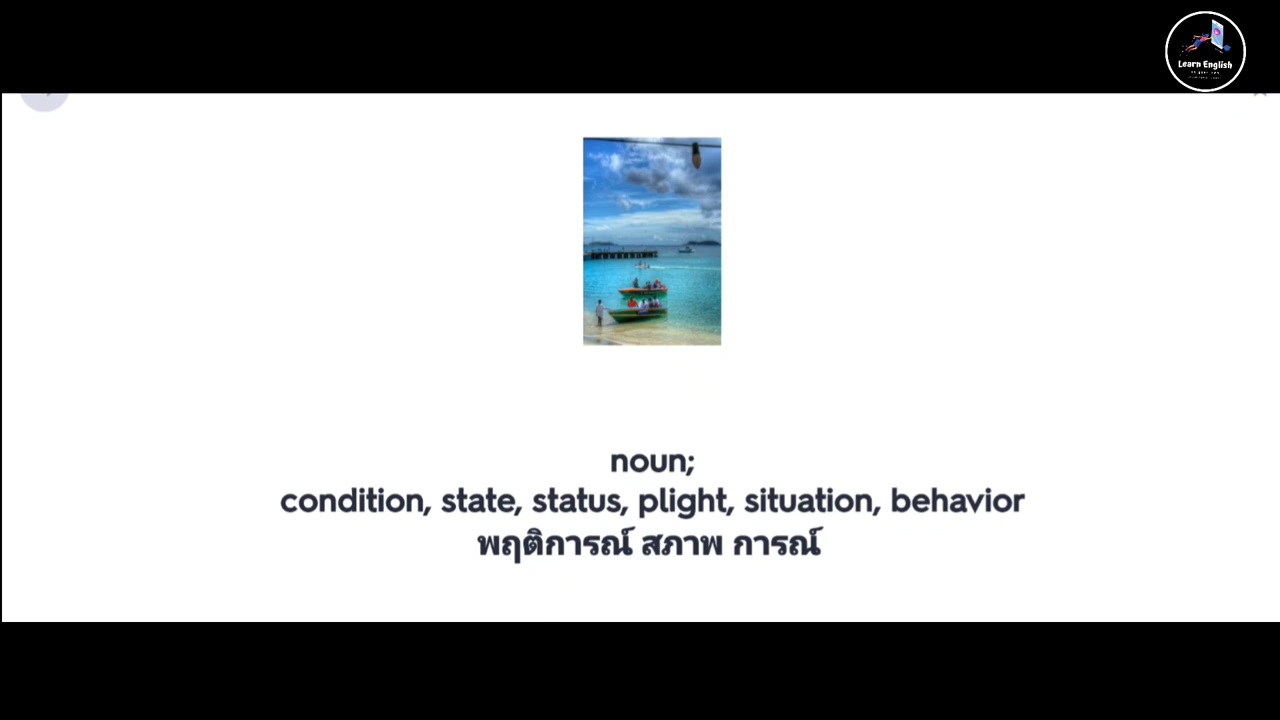 Learn English
noun;
condition, state, status, plight, situation, behavior
พฤติการณ์ สภาพ การณ์